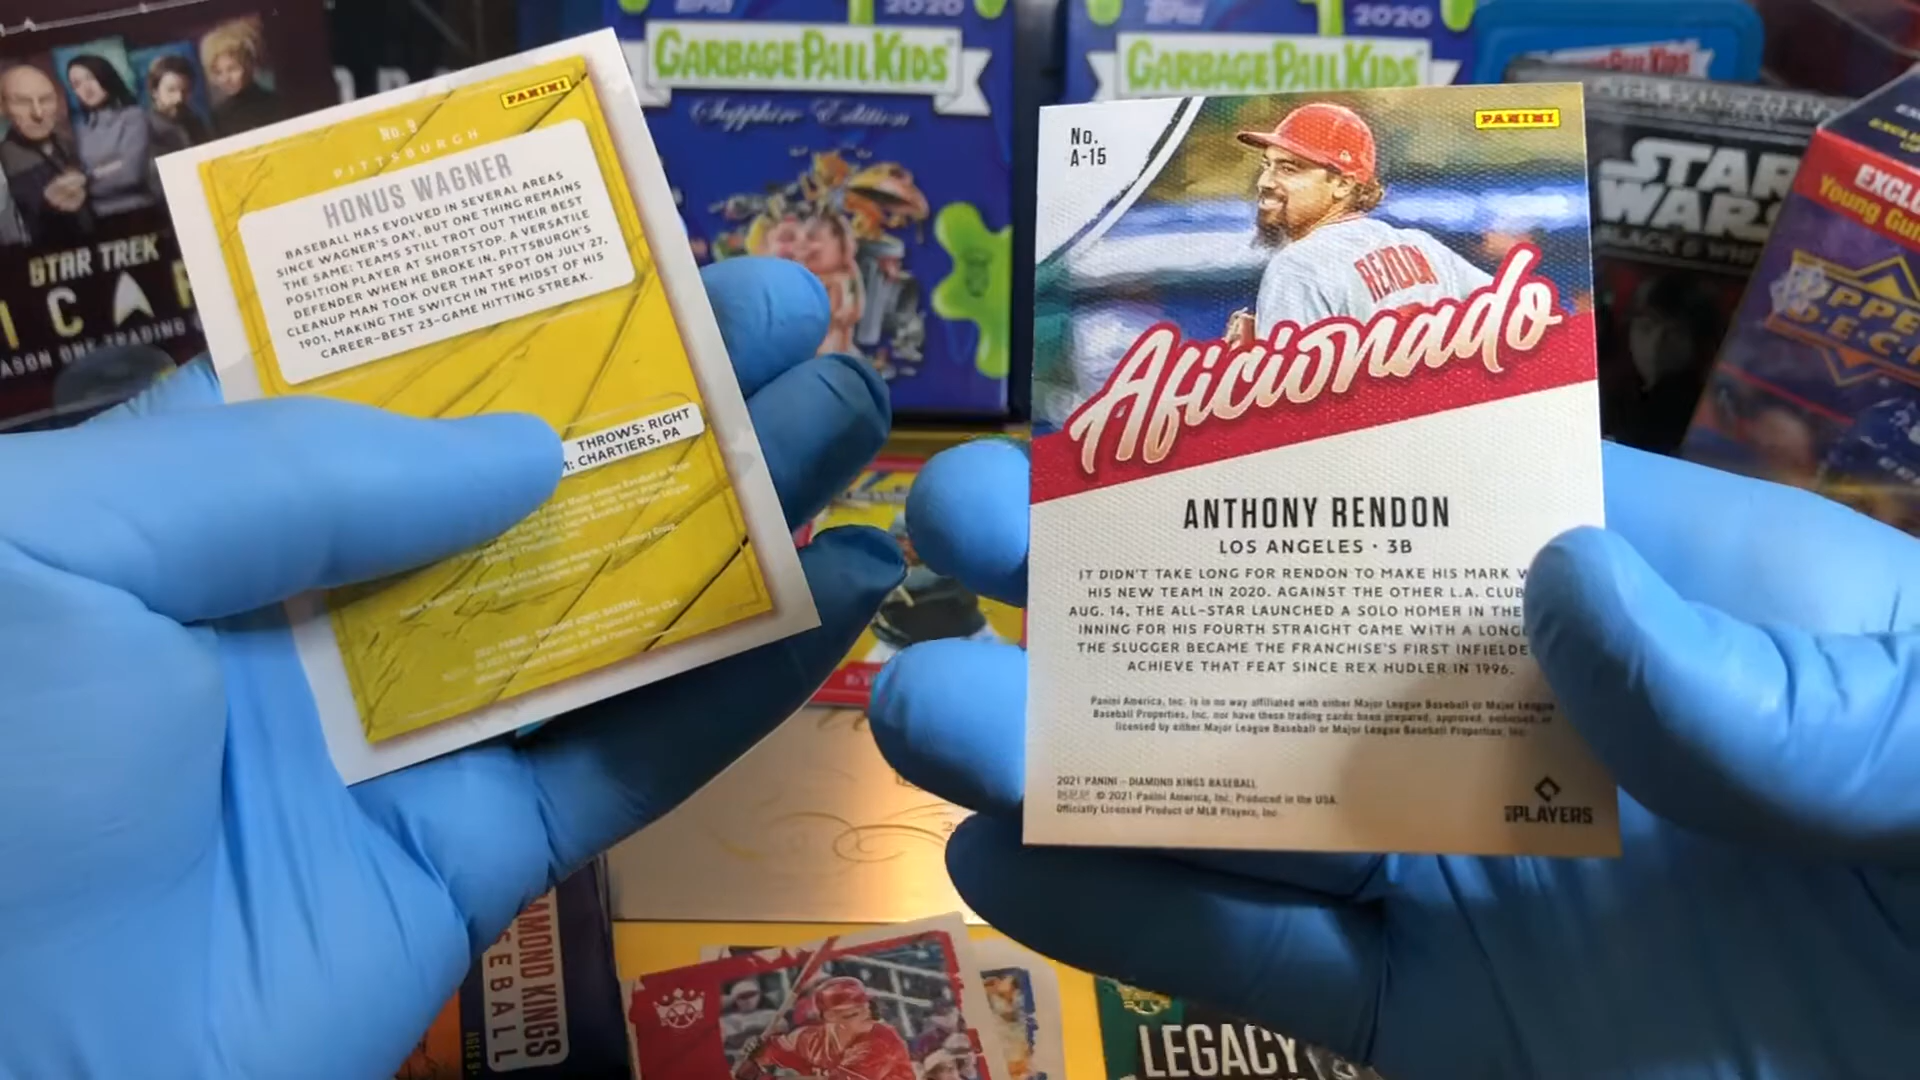 PANINI
No. 9
PITTSBURGH
HONUS WAGNER
BASEBALL HAS EVOLVED IN SEVERAL AREAS
SINCE WAGNER'S DAY, BUT ONE THING REMAINS
THE SAME: TEAMS STILL TROT OUT THEIR BEST
POSITION PLAYER AT SHORTSTOP. A VERSATILE
DEFENDER WHEN HE BROKE IN, PITTSBURGH'S
CLEANUP MAN TOOK OVER THAT SPOT ON JULY 27,
1901, MAKING THE SWITCH IN THE MIDST OF HIS
CAREER-BEST 23-GAME HITTING STREAK.
THROWS: RIGHT
CHARTIERS, PA
2021 PANINI - DIAMOND KINGS BASEBALL
No.
A-15
PANINI
RENDON
Aficionado
ANTHONY RENDON
LOS ANGELES · 3B
IT DIDN'T TAKE LONG FOR RENDON TO MAKE HIS MARK
HIS NEW TEAM IN 2020. AGAINST THE OTHER L.A. CLUB
AUG. 14, THE ALL-STAR LAUNCHED A SOLO HOMER IN THE
INNING FOR HIS FOURTH STRAIGHT GAME WITH A
THE SLUGGER BECAME THE FRANCHISE'S FIRST
ACHIEVE THAT FEAT SINCE REX HUDLER IN 1996.
Panini America, Inc. is in no way affiliated with either Major League Baseball or Major League
Baseball Properties, Inc. nor have these trading cards been prepared, approved, endorsed, or
licensed by either Major League Baseball or Major League Baseball Properties, Inc.
2021 PANINI - DIAMOND KINGS BASEBALL
© 2021 Panini America, Inc. Produced in the USA.
Officially Licensed Product of MLB Players, Inc.
PLAYERS
STAR TREK
SEASON ONE TRADING
Topps
2020
GARBAGE PAIL KIDS
Sapphire Edition
Topps
2020
GARBAGE PAIL KIDS
STAR
WARS
BLACK & WHITE
Young Gu
UPPE
DEC
LEGACY